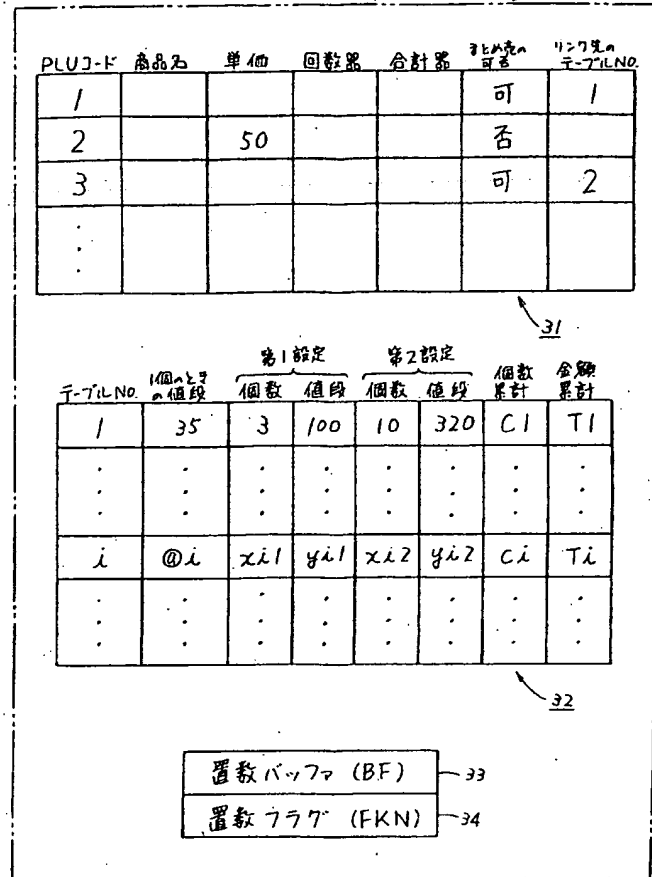 PLUコード 商品名 単価 回数器 合計器 まとめ売の可否 リンク先のテーブルNO.
1 可 1
2 50 否
3 可 2
・
・
・
31
第1設定 第2設定
テーブルNO. 1個のときの値段 個数 値段 個数 値段 個数累計 金額累計
1 35 3 100 10 320 C1 T1
・ ・ ・ ・ ・ ・ ・ ・
・ ・ ・ ・ ・ ・ ・ ・
・ ・ ・ ・ ・ ・ ・ ・
i @i xi1 yi1 xi2 yi2 Ci Ti
・ ・ ・ ・ ・ ・ ・ ・
・ ・ ・ ・ ・ ・ ・ ・
・ ・ ・ ・ ・ ・ ・ ・
32
置数バッファ (BF) 33
置数フラグ (FKN) 34